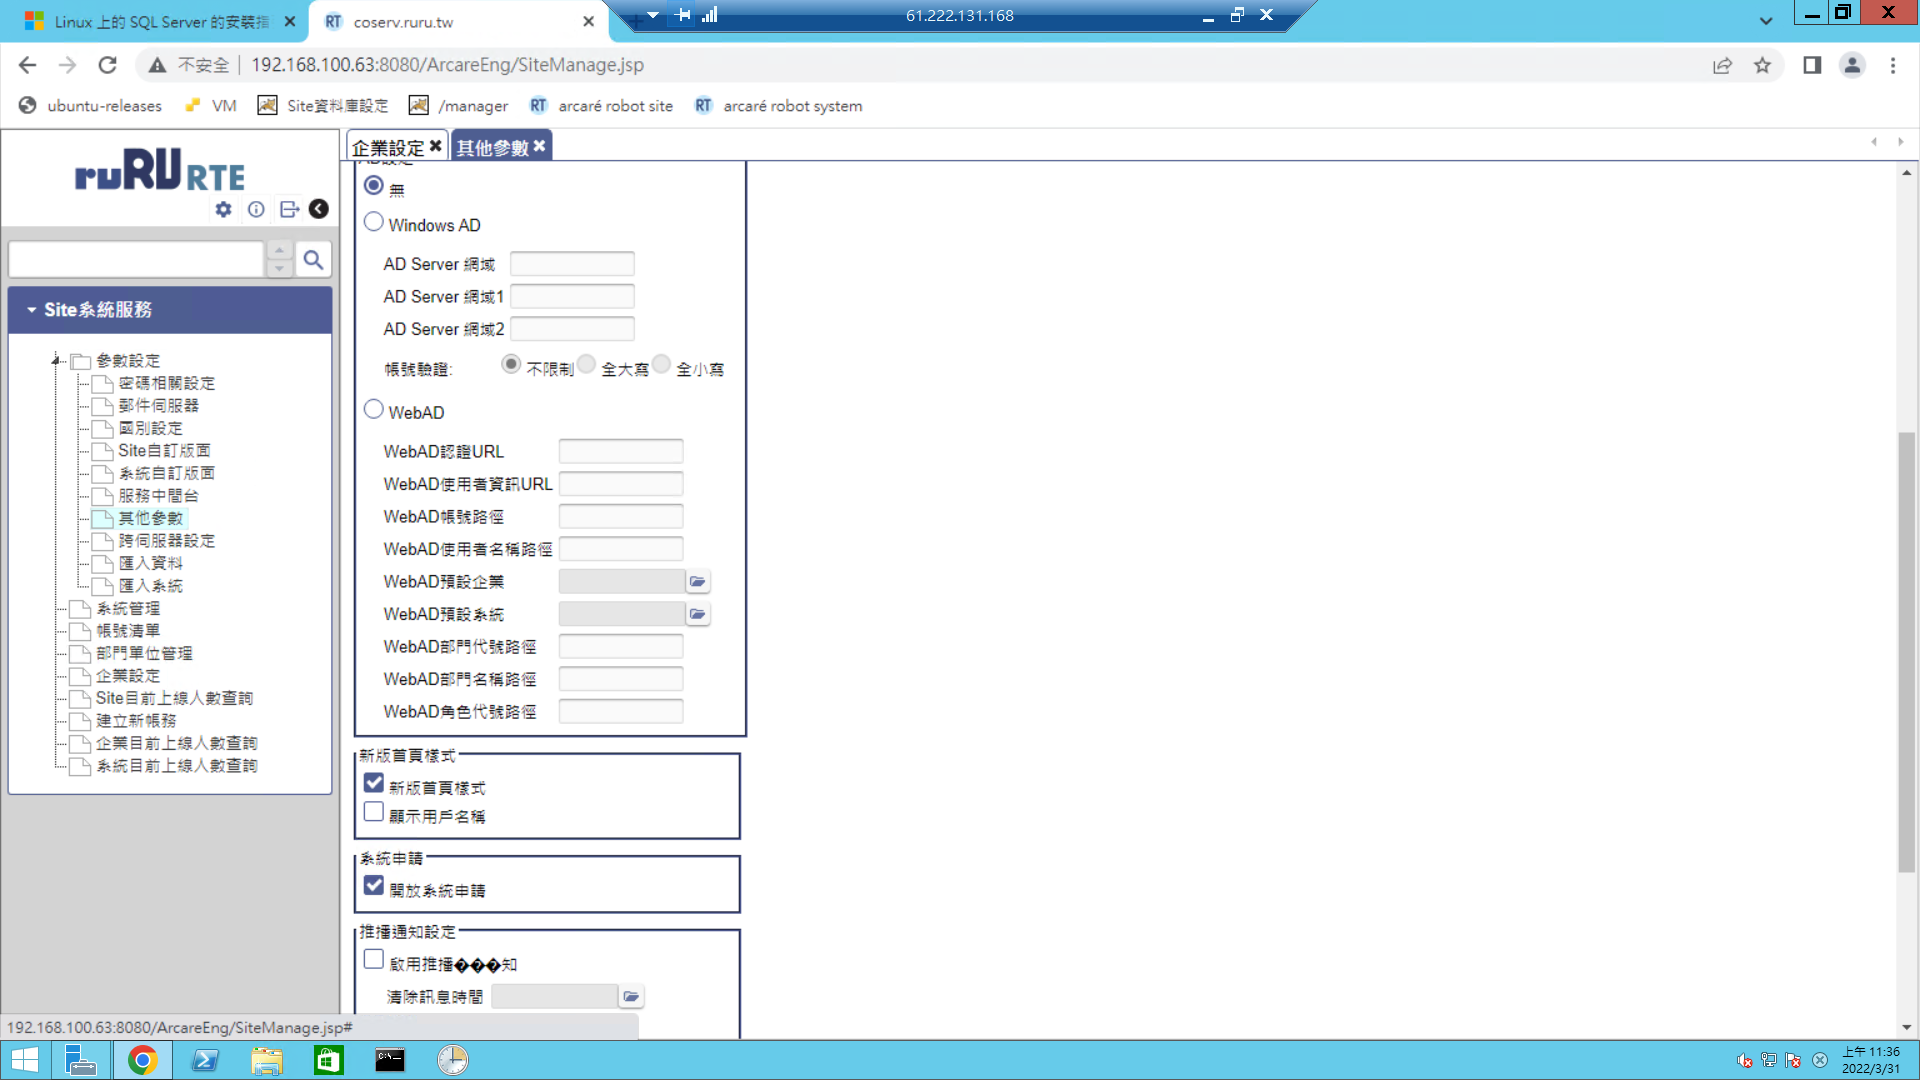 Linux 上的 SQL Server 的安裝指
coserv.ruru.tw
61.222.131.168
不安全 | 192.168.100.63:8080/ArcareEng/SiteManage.jsp
ubuntu-releases
VM
Site資料庫設定
/manager
RT arcaré robot site
RT arcaré robot system
ruRU RTE
Site系統服務
參數設定
密碼相關設定
郵件伺服器
國別設定
Site自訂版面
系統自訂版面
服務中間台
其他參數
跨伺服器設定
匯入資料
匯入系統
系統管理
帳號清單
部門單位管理
企業設定
Site目前上線人數查詢
建立新帳務
企業目前上線人數查詢
系統目前上線人數查詢
企業設定
其他參數
AD設定
無
Windows AD
AD Server 網域
AD Server 網域1
AD Server 網域2
帳號驗證: 不限制 全大寫 全小寫
WebAD
WebAD認證URL
WebAD使用者資訊URL
WebAD帳號路徑
WebAD使用者名稱路徑
WebAD預設企業
WebAD預設系統
WebAD部門代號路徑
WebAD部門名稱路徑
WebAD角色代號路徑
新版首頁樣式
新版首頁樣式
顯示用戶名稱
系統申請
開放系統申請
推播通知設定
啟用推播���知
清除訊息時間
192.168.100.63:8080/ArcareEng/SiteManage.jsp#
上午 11:36
2022/3/31